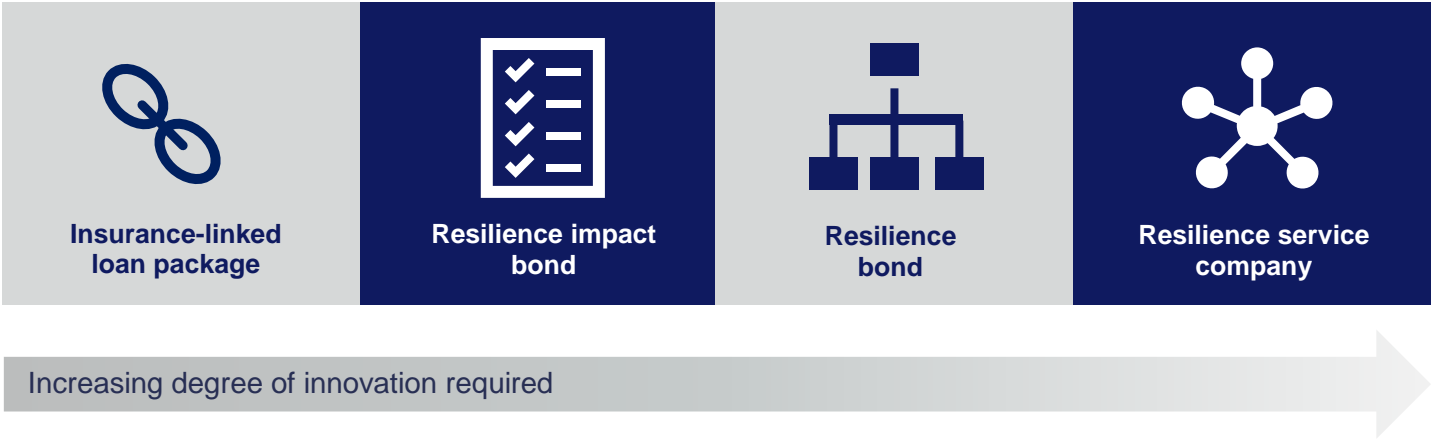 Insurance-linked
loan package
Resilience impact
bond
Resilience
bond
Resilience service
company
Increasing degree of innovation required